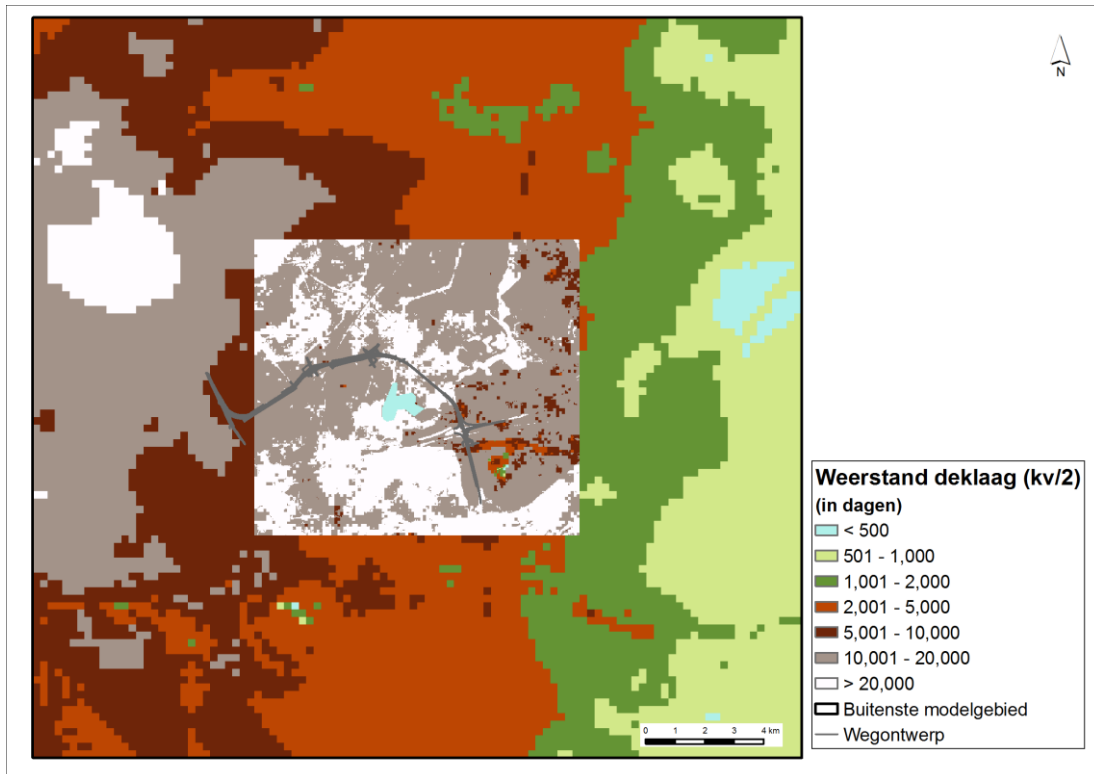 N
Weerstand deklaag (kv/2)
(in dagen)
< 500
501 - 1,000
1,001 - 2,000
2,001 - 5,000
5,001 - 10,000
10,001 - 20,000
> 20,000
Buitenste modelgebied
Wegontwerp
0 1 2 3 4 km